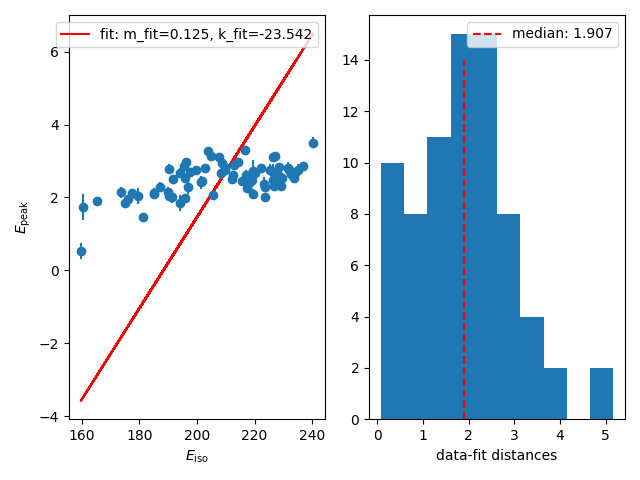 fit: m_fit=0.125, k_fit=-23.542
E_peak
6
4
2
0
−2
−4
160 180 200 220 240
E_iso
median: 1.907
14
12
10
8
6
4
2
0
0 1 2 3 4 5
data-fit distances